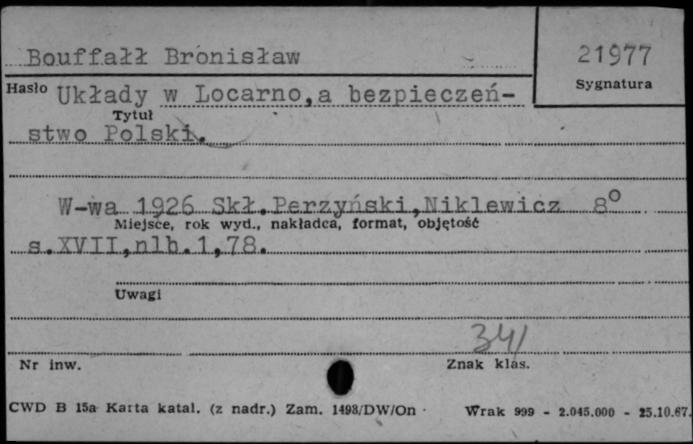 Bouffałł Bronisław
21977
Hasło
Sygnatura
Układy w Locarno,a bezpieczeń-
Tytuł
stwo Polski.
W-wa 1926 Skł.Perzyński,Niklewicz 8°
Miejsce, rok wyd., nakładca, format, objętość
s.XVII,nlb.1,78.
Uwagi
34/
Nr inw.
Znak klas.
CWD B 15a Karta katal. (z nadr.) Zam. 1498/DW/On
Wrak 999 - 2.045.000 - 25.10.67.